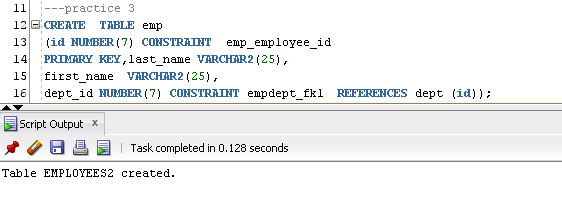 11 ---practice 3
12 CREATE  TABLE emp
13 (id NUMBER(7) CONSTRAINT  emp_employee_id
14 PRIMARY KEY,last_name VARCHAR2(25),
15 first_name  VARCHAR2(25),
16 dept_id NUMBER(7) CONSTRAINT empdept_fk1  REFERENCES dept (id));
Script Output x
Task completed in 0.128 seconds
Table EMPLOYEES2 created.